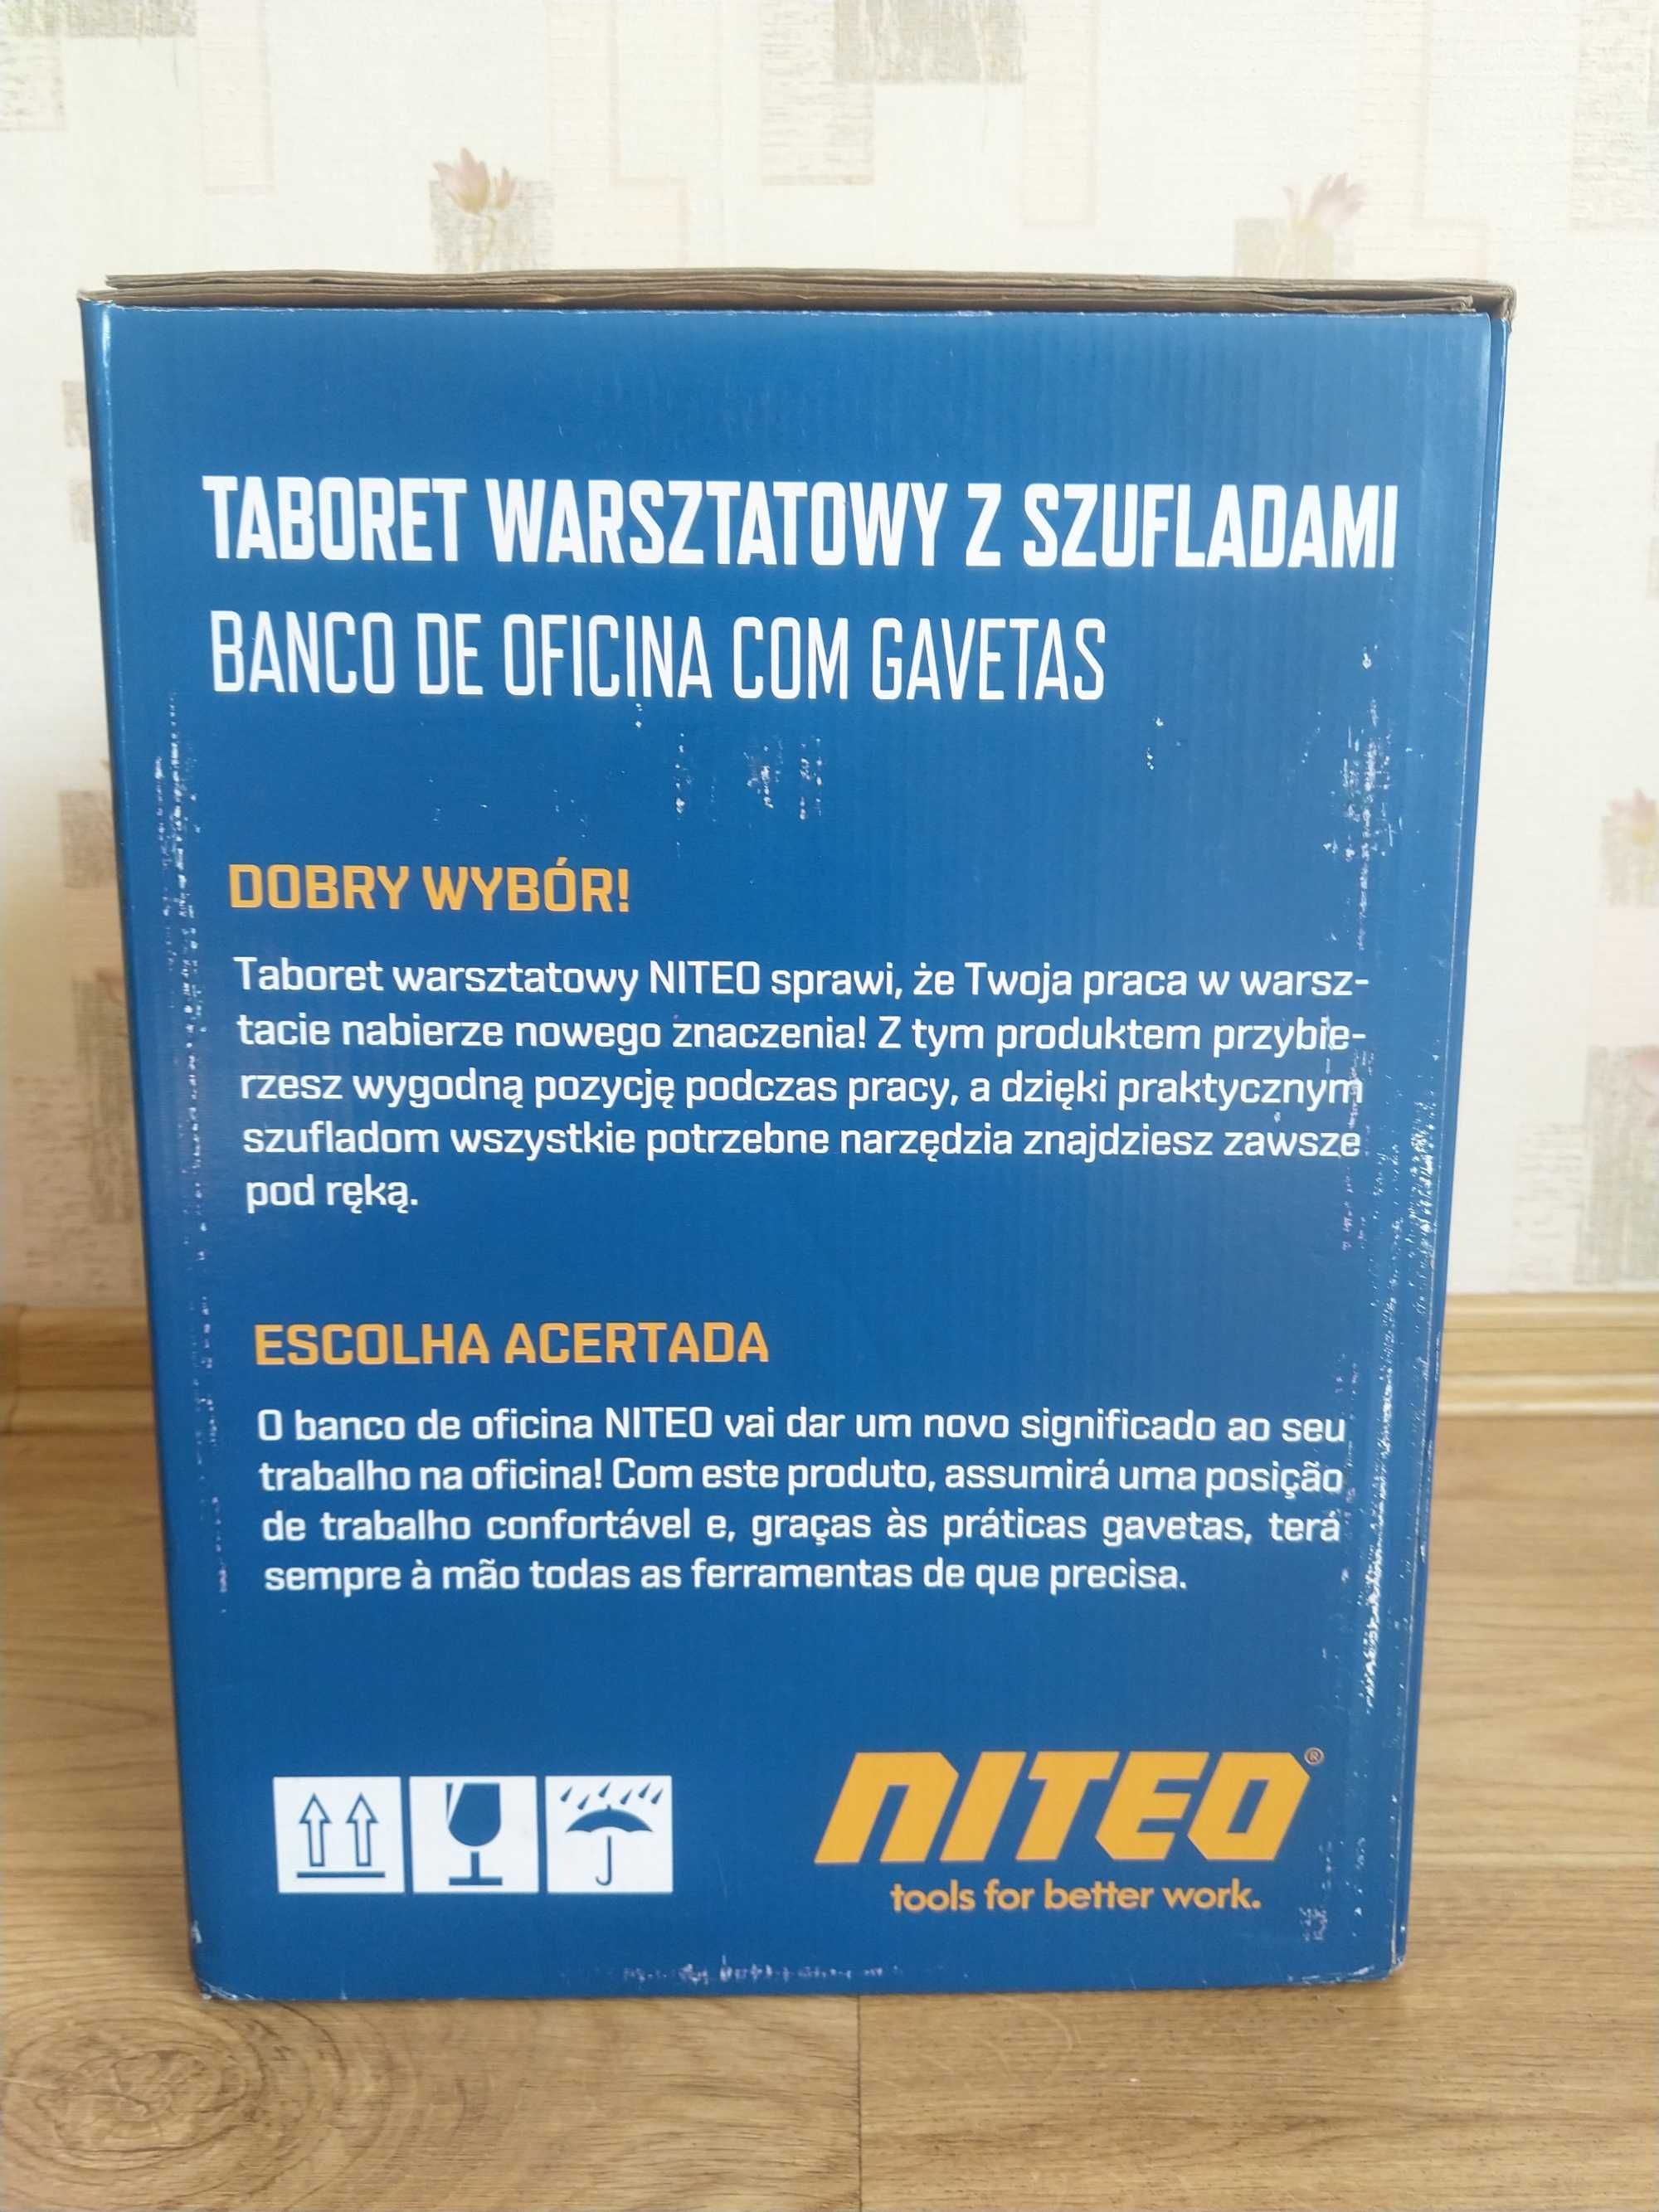 TABORET WARSZTATOWY Z SZUFLADAMI
BANCO DE OFICINA COM GAVETAS
DOBRY WYBÓR!
Taboret warsztatowy NITEO sprawi, że Twoja praca w warsz-
tacie nabierze nowego znaczenia! Z tym produktem przybie-
rzesz wygodną pozycję podczas pracy, a dzięki praktycznym
szufladom wszystkie potrzebne narzędzia znajdziesz zawsze
pod ręką.
ESCOLHA ACERTADA
O banco de oficina NITEO vai dar um novo significado ao seu
trabalho na oficina! Com este produto, assumirá uma posição
de trabalho confortável e, graças às práticas gavetas, terá
sempre à mão todas as ferramentas de que precisa.
NITEO®
tools for better work.